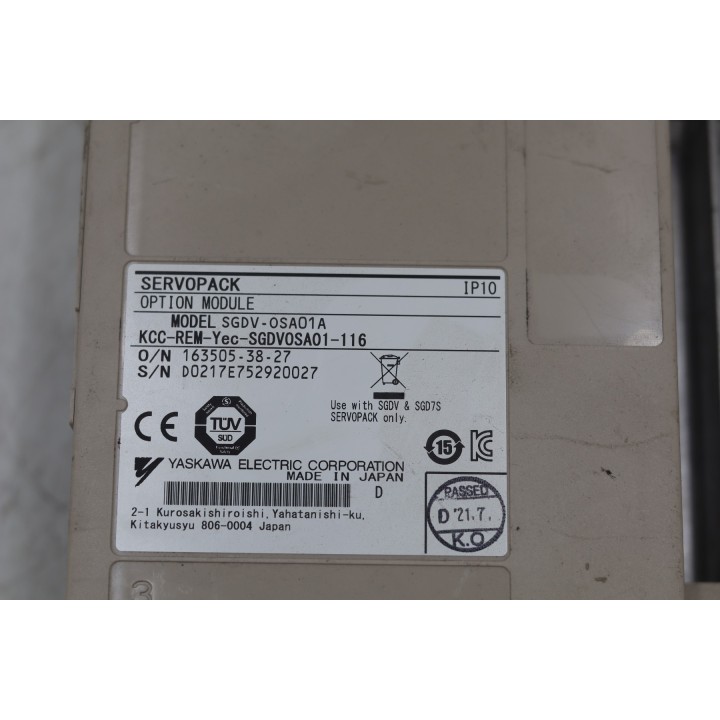 SERVOPACK IP10
OPTION MODULE
MODEL SGDV-OSA01A
KCC-REM-Yec-SGDVOSA01-116
O/N 163505-38-27
S/N D0217E752920027
Use with SGDV & SGD7S
SERVOPACK only.
CE
TÜV
SÜD
15
YASKAWA ELECTRIC CORPORATION
MADE IN JAPAN
D
2-1 Kurosakishiroishi, Yahatanishi-ku,
Kitakyusyu 806-0004 Japan
PASSED
D '21.7.
K.O
3